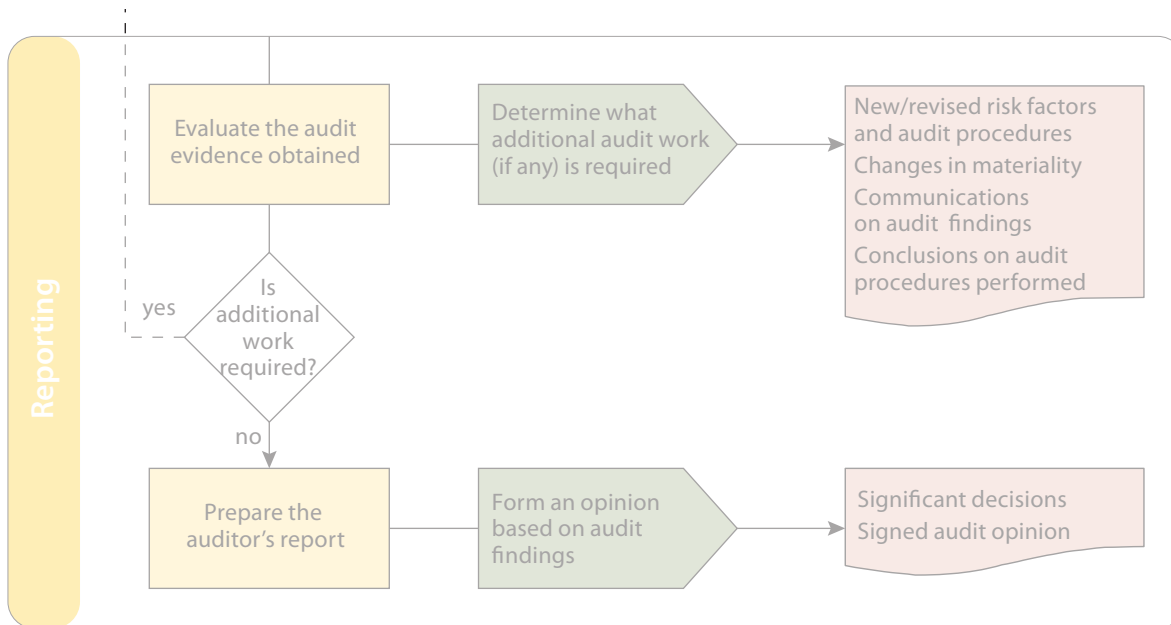 Reporting
Evaluate the audit
evidence obtained
Determine what
additional audit work
(if any) is required
New/revised risk factors
and audit procedures
Changes in materiality
Communications
on audit findings
Conclusions on audit
procedures performed
yes
Is
additional
work
required?
no
Prepare the
auditor’s report
Form an opinion
based on audit
findings
Significant decisions
Signed audit opinion